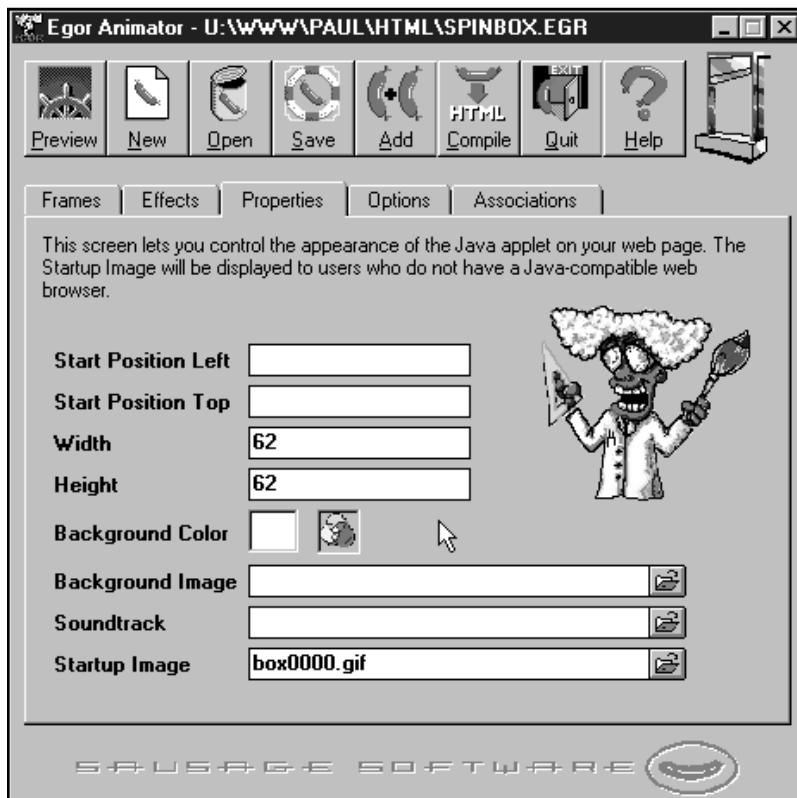 Egor Animator - U:\WWW\PAUL\HTML\SPINBOX.EGR
Preview New Open Save Add HTML Compile EXIT Quit Help
Frames Effects Properties Options Associations
This screen lets you control the appearance of the Java applet on your web page. The
Startup Image will be displayed to users who do not have a Java-compatible web
browser.
Start Position Left
Start Position Top
Width 62
Height 62
Background Color
Background Image
Soundtrack
Startup Image box0000.gif
SAUSAGE SOFTWARE